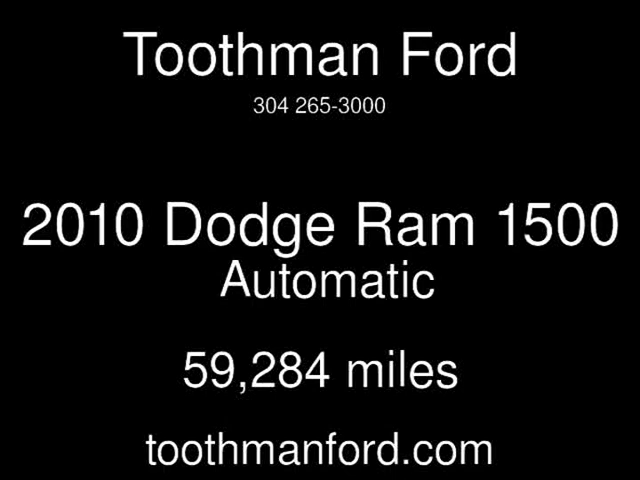 Toothman Ford
304 265-3000
2010 Dodge Ram 1500
Automatic
59,284 miles
toothmanford.com